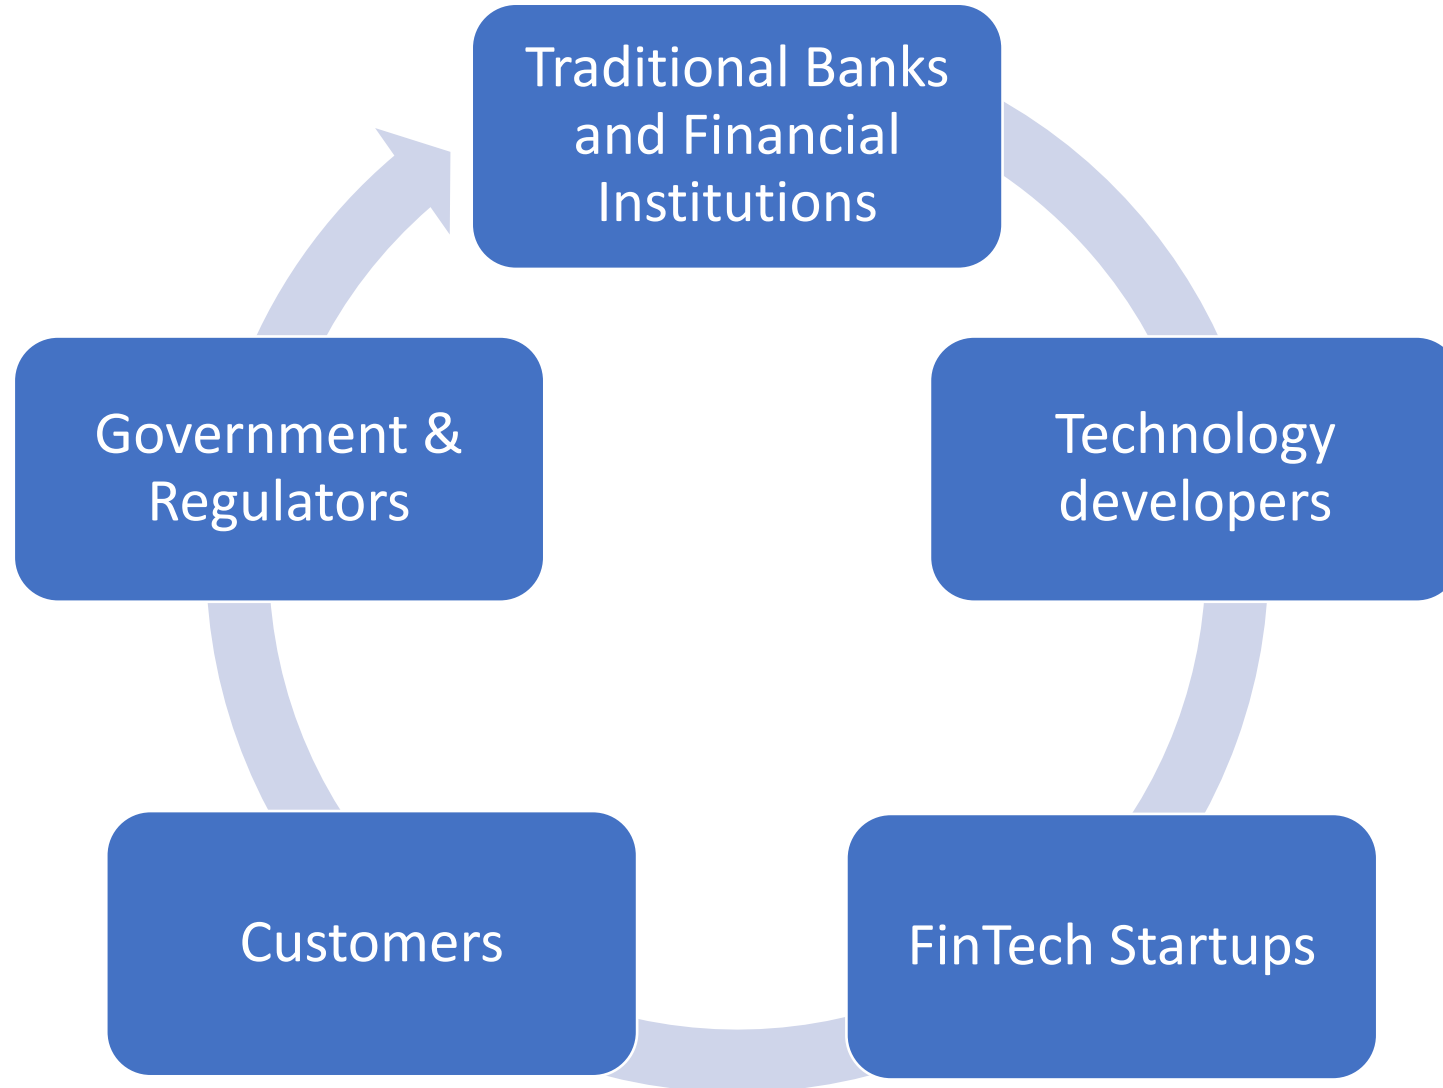 Traditional Banks
and Financial
Institutions
Technology
developers
FinTech Startups
Customers
Government &
Regulators